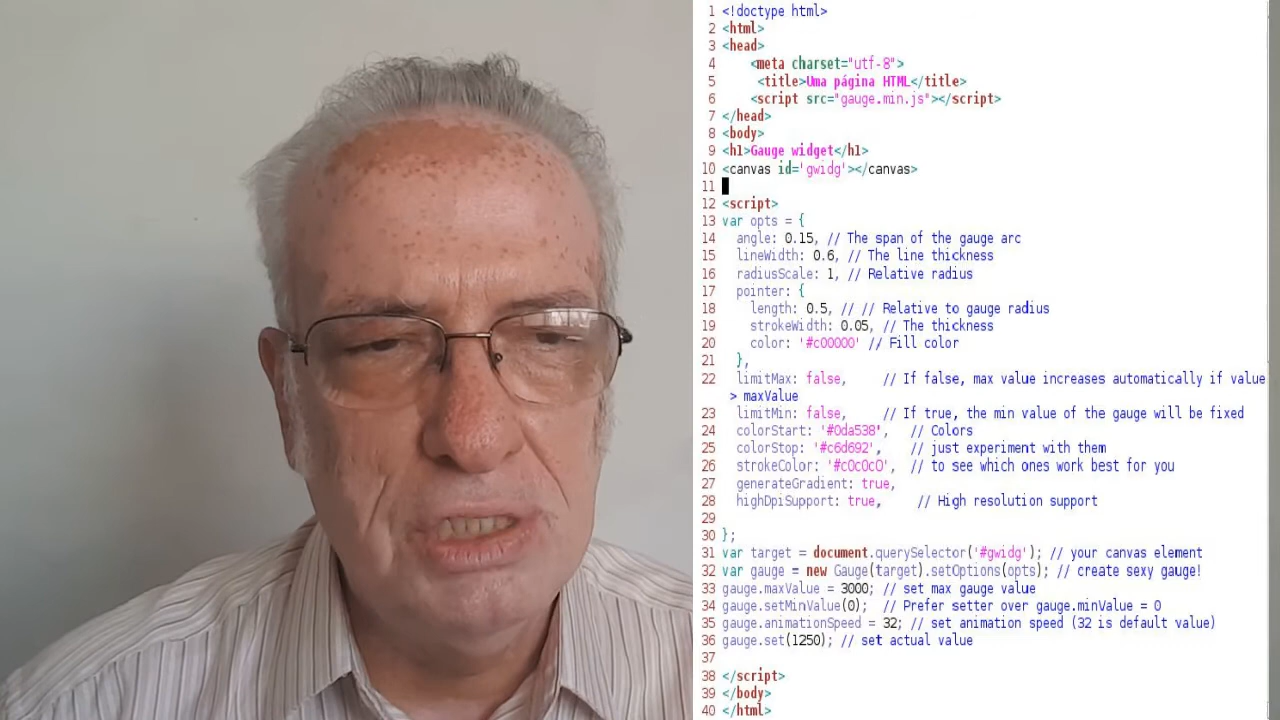 1 <!doctype html>
2 <html>
3 <head>
4     <meta charset="utf-8">
5      <title>Uma página HTML</title>
6     <script src="gauge.min.js"></script>
7 </head>
8 <body>
9 <h1>Gauge widget</h1>
10 <canvas id='gwidg'></canvas>
11
12 <script>
13 var opts = {
14   angle: 0.15, // The span of the gauge arc
15   lineWidth: 0.6, // The line thickness
16   radiusScale: 1, // Relative radius
17   pointer: {
18     length: 0.5, // // Relative to gauge radius
19     strokeWidth: 0.05, // The thickness
20     color: '#c00000' // Fill color
21   },
22   limitMax: false,     // If false, max value increases automatically if value
 > maxValue
23   limitMin: false,     // If true, the min value of the gauge will be fixed
24   colorStart: '#0da538',   // Colors
25   colorStop: '#c6d692',    // just experiment with them
26   strokeColor: '#c0c0c0',  // to see which ones work best for you
27   generateGradient: true,
28   highDpiSupport: true,     // High resolution support
29
30 };
31 var target = document.querySelector('#gwidg'); // your canvas element
32 var gauge = new Gauge(target).setOptions(opts); // create sexy gauge!
33 gauge.maxValue = 3000; // set max gauge value
34 gauge.setMinValue(0);  // Prefer setter over gauge.minValue = 0
35 gauge.animationSpeed = 32; // set animation speed (32 is default value)
36 gauge.set(1250); // set actual value
37
38 </script>
39 </body>
40 </html>